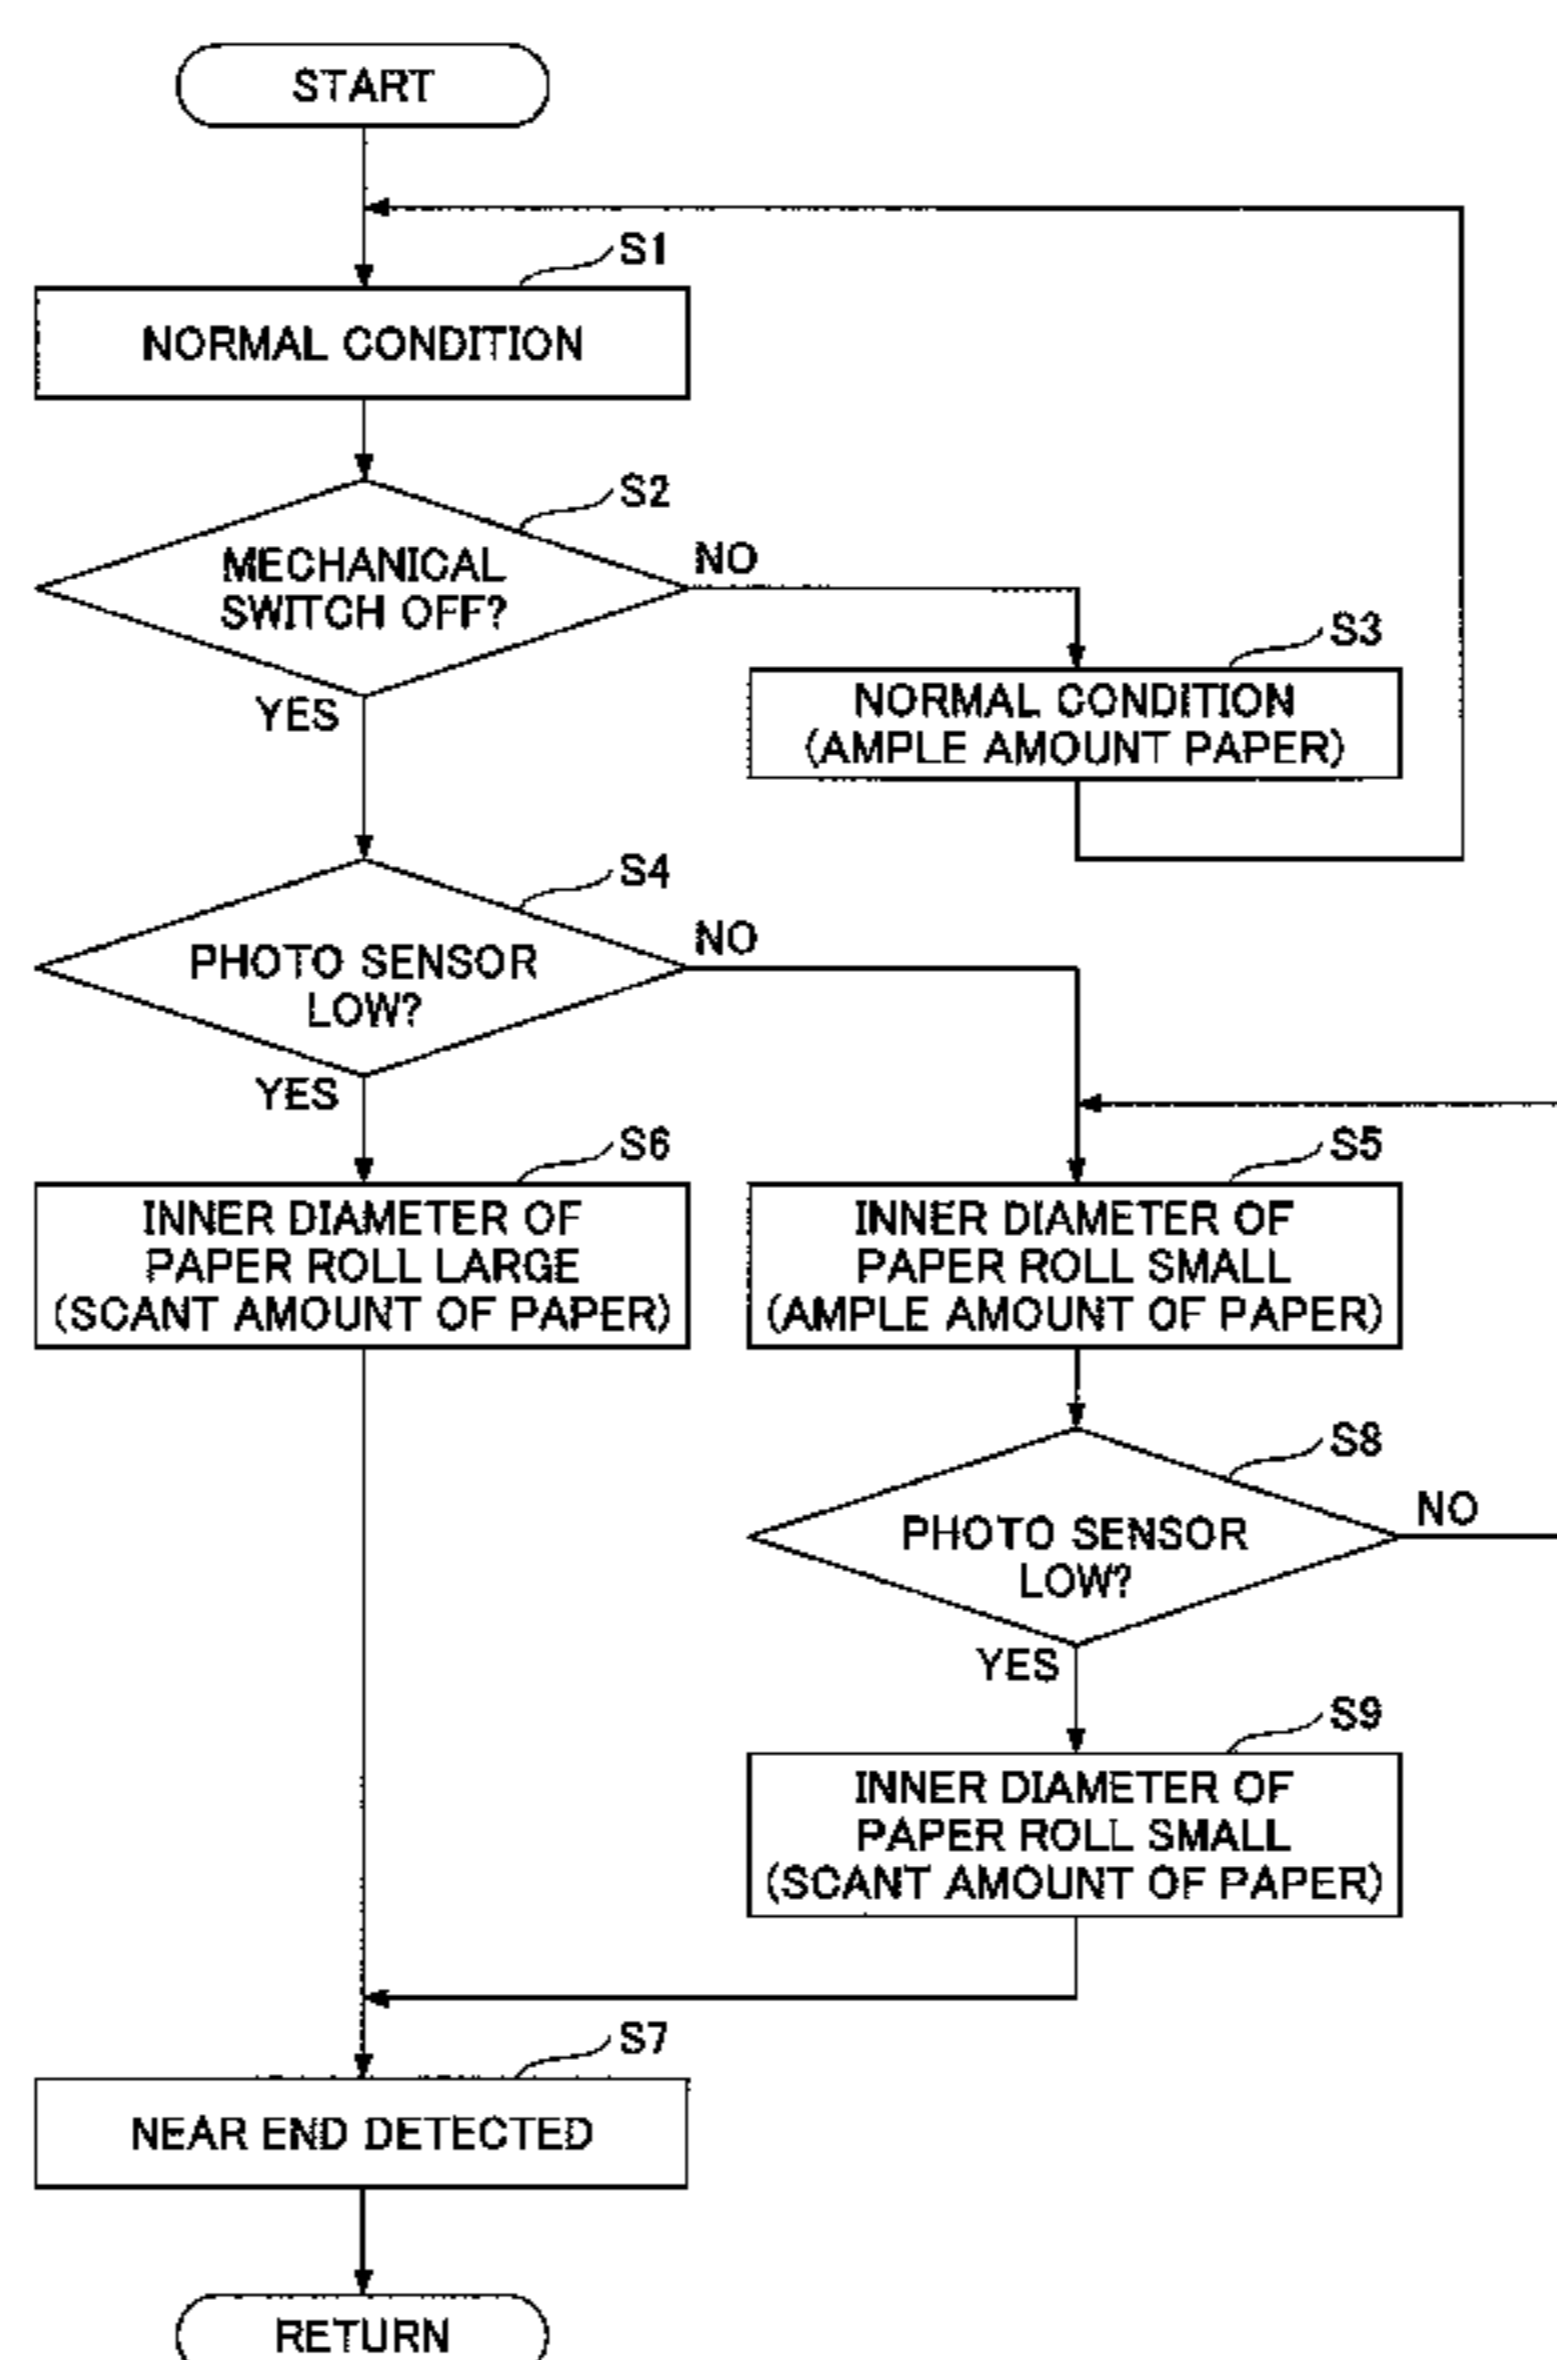 START
S1
NORMAL CONDITION
S2
MECHANICAL
SWITCH OFF?
NO
YES
S3
NORMAL CONDITION
(AMPLE AMOUNT PAPER)
S4
PHOTO SENSOR
LOW?
NO
YES
S6
INNER DIAMETER OF
PAPER ROLL LARGE
(SCANT AMOUNT OF PAPER)
S5
INNER DIAMETER OF
PAPER ROLL SMALL
(AMPLE AMOUNT OF PAPER)
S8
PHOTO SENSOR
LOW?
NO
YES
S9
INNER DIAMETER OF
PAPER ROLL SMALL
(SCANT AMOUNT OF PAPER)
S7
NEAR END DETECTED
RETURN